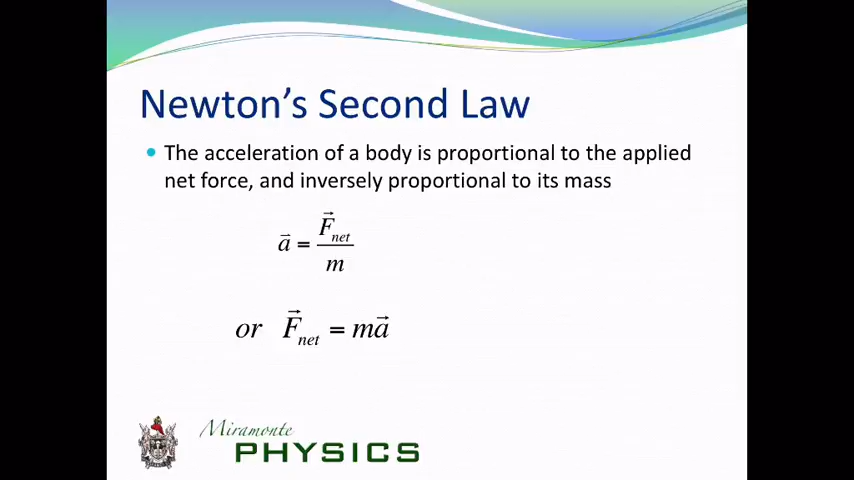 Newton's Second Law
• The acceleration of a body is proportional to the applied
net force, and inversely proportional to its mass
a⃗ = F⃗net / m
or F⃗net = ma⃗
Miramonte
PHYSICS